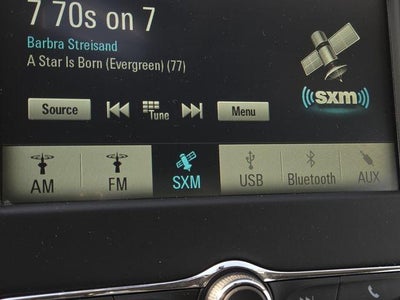 7 70s on 7
Barbra Streisand
A Star Is Born (Evergreen) (77)
((sxm))
Source
Tune
Menu
AM
FM
SXM
USB
Bluetooth
AUX